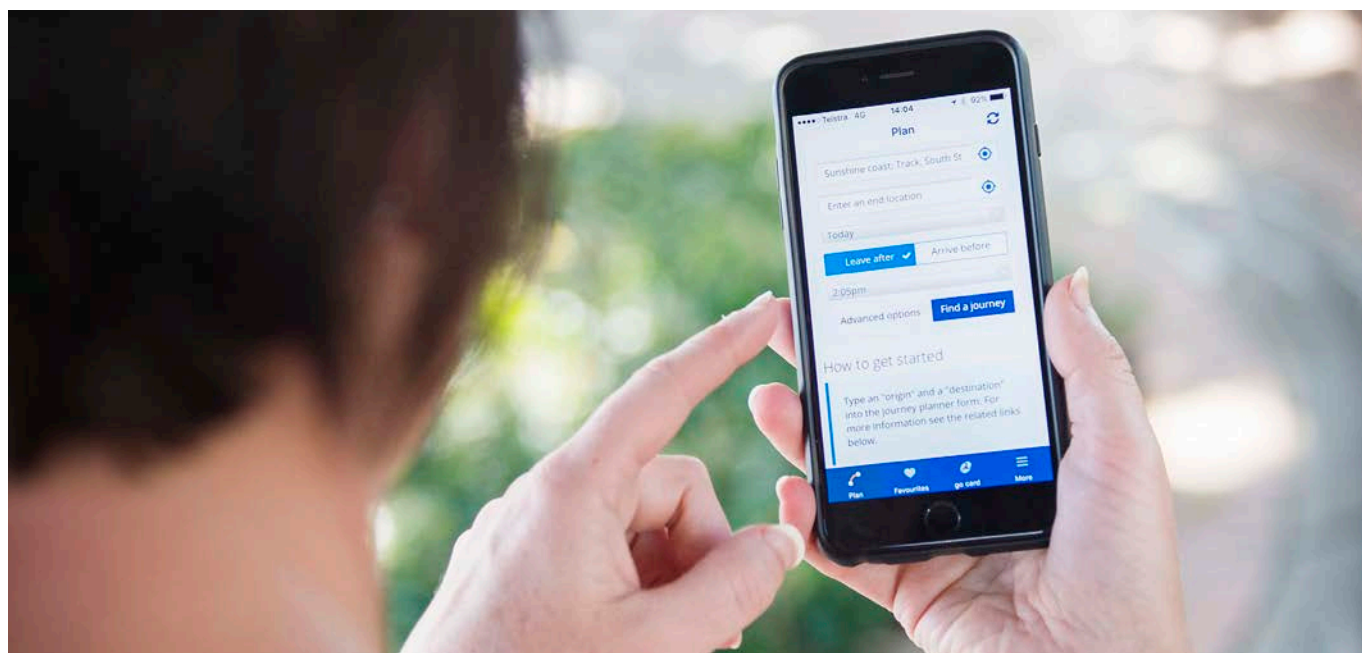 Telstra 4G 14:04 92%
Plan
Sunshine coast: Track, South St
Enter an end location
Today
Leave after Arrive before
2:05pm
Advanced options Find a journey
How to get started
Type an "origin" and a "destination"
into the journey planner form. For
more information see the related links
below.
Plan Favourites go card More